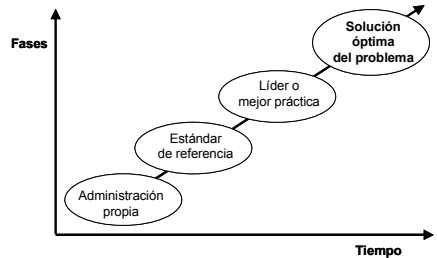 Fases
Solución
óptima
del problema
Líder o
mejor práctica
Estándar
de referencia
Administración
propia
Tiempo